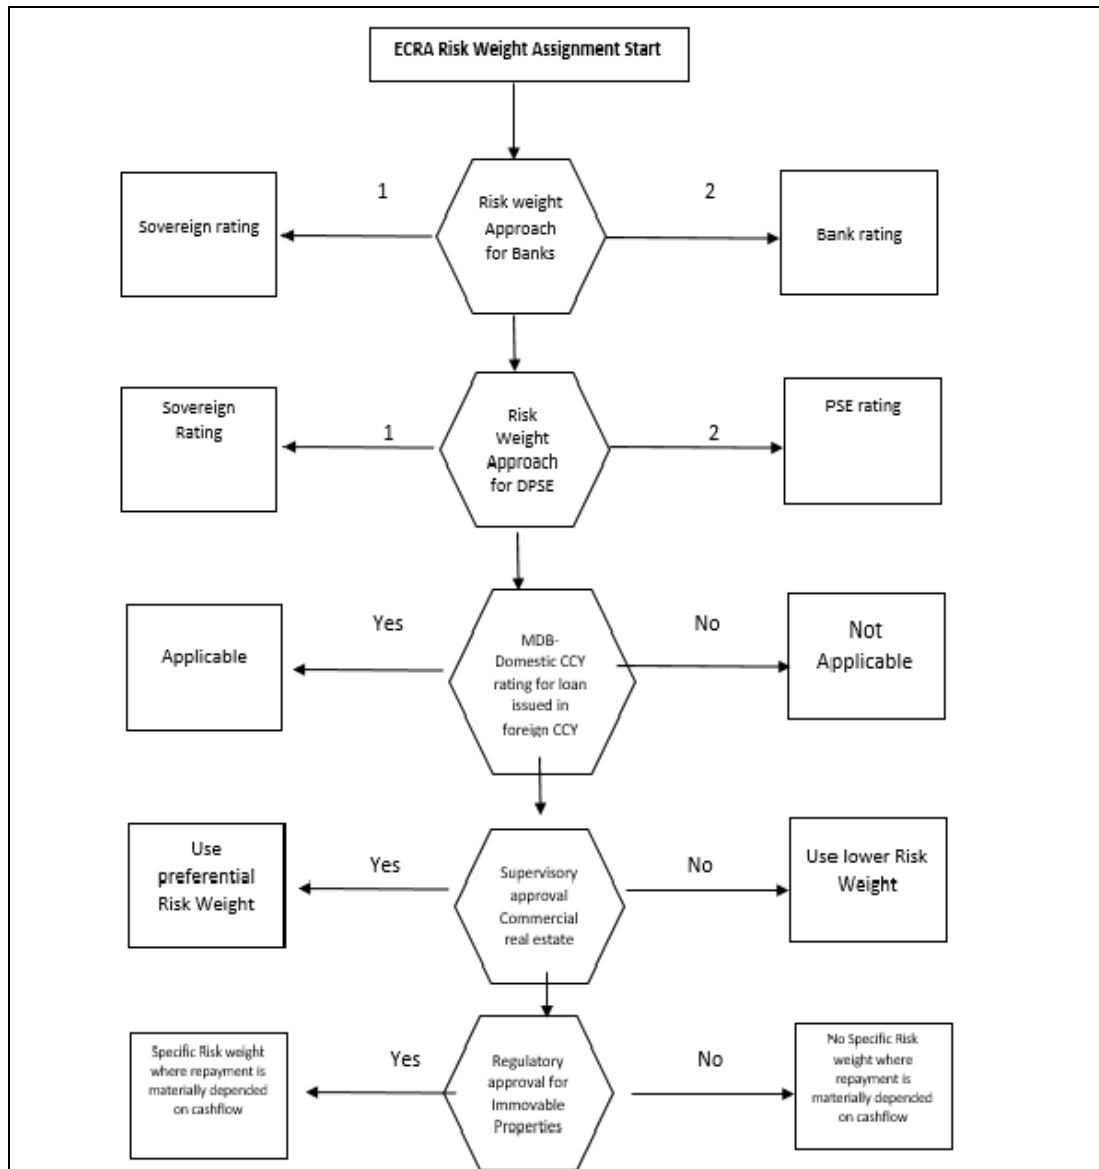 ECRA Risk Weight Assignment Start
1
2
Sovereign rating
Risk weight
Approach
for Banks
Bank rating
Sovereign
Rating
1
Risk
Weight
Approach
for DPSE
2
PSE rating
Applicable
Yes
MDB-
Domestic CCY
rating for loan
issued in
foreign CCY
No
Not
Applicable
Use
preferential
Risk Weight
Yes
Supervisory
approval
Commercial
real estate
No
Use lower Risk
Weight
Specific Risk weight
where repayment is
materially depended
on cashflow
Yes
Regulatory
approval for
Immovable
Properties
No
No Specific Risk
weight where
repayment is
materially depended
on cashflow